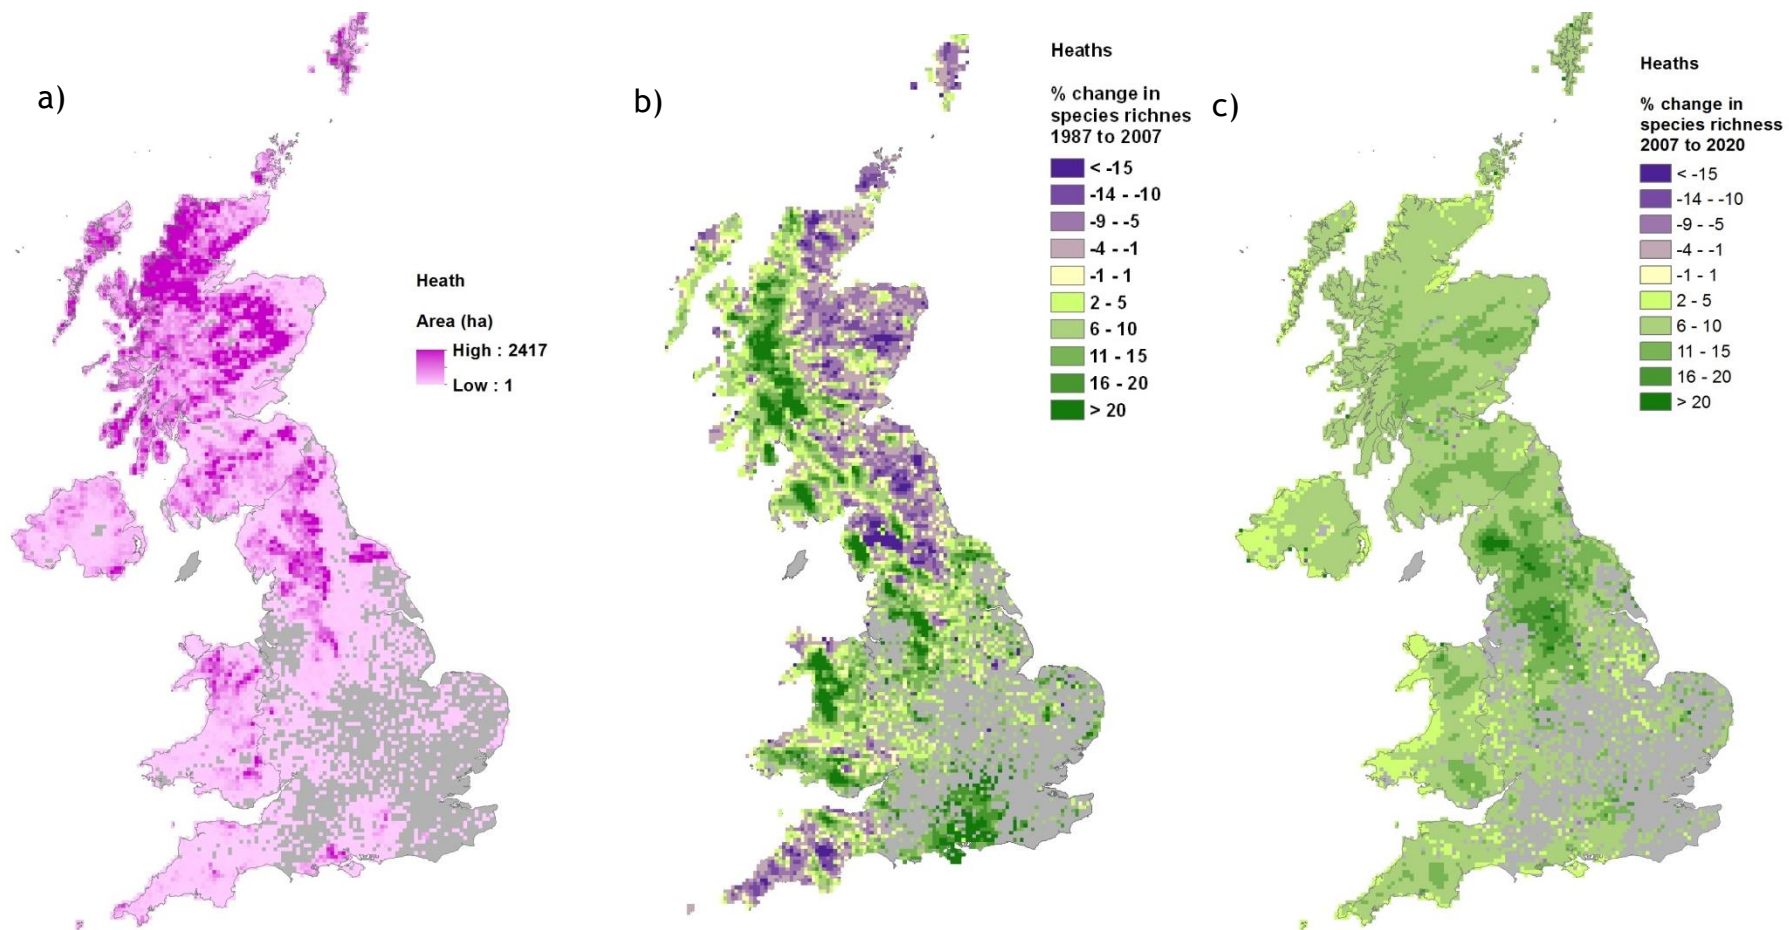 a)
Heath
Area (ha)
High : 2417
Low : 1
b)
Heaths
% change in
species richnes
1987 to 2007
< -15
-14 - -10
-9 - -5
-4 - -1
-1 - 1
2 - 5
6 - 10
11 - 15
16 - 20
> 20
c)
Heaths
% change in
species richness
2007 to 2020
< -15
-14 - -10
-9 - -5
-4 - -1
-1 - 1
2 - 5
6 - 10
11 - 15
16 - 20
> 20